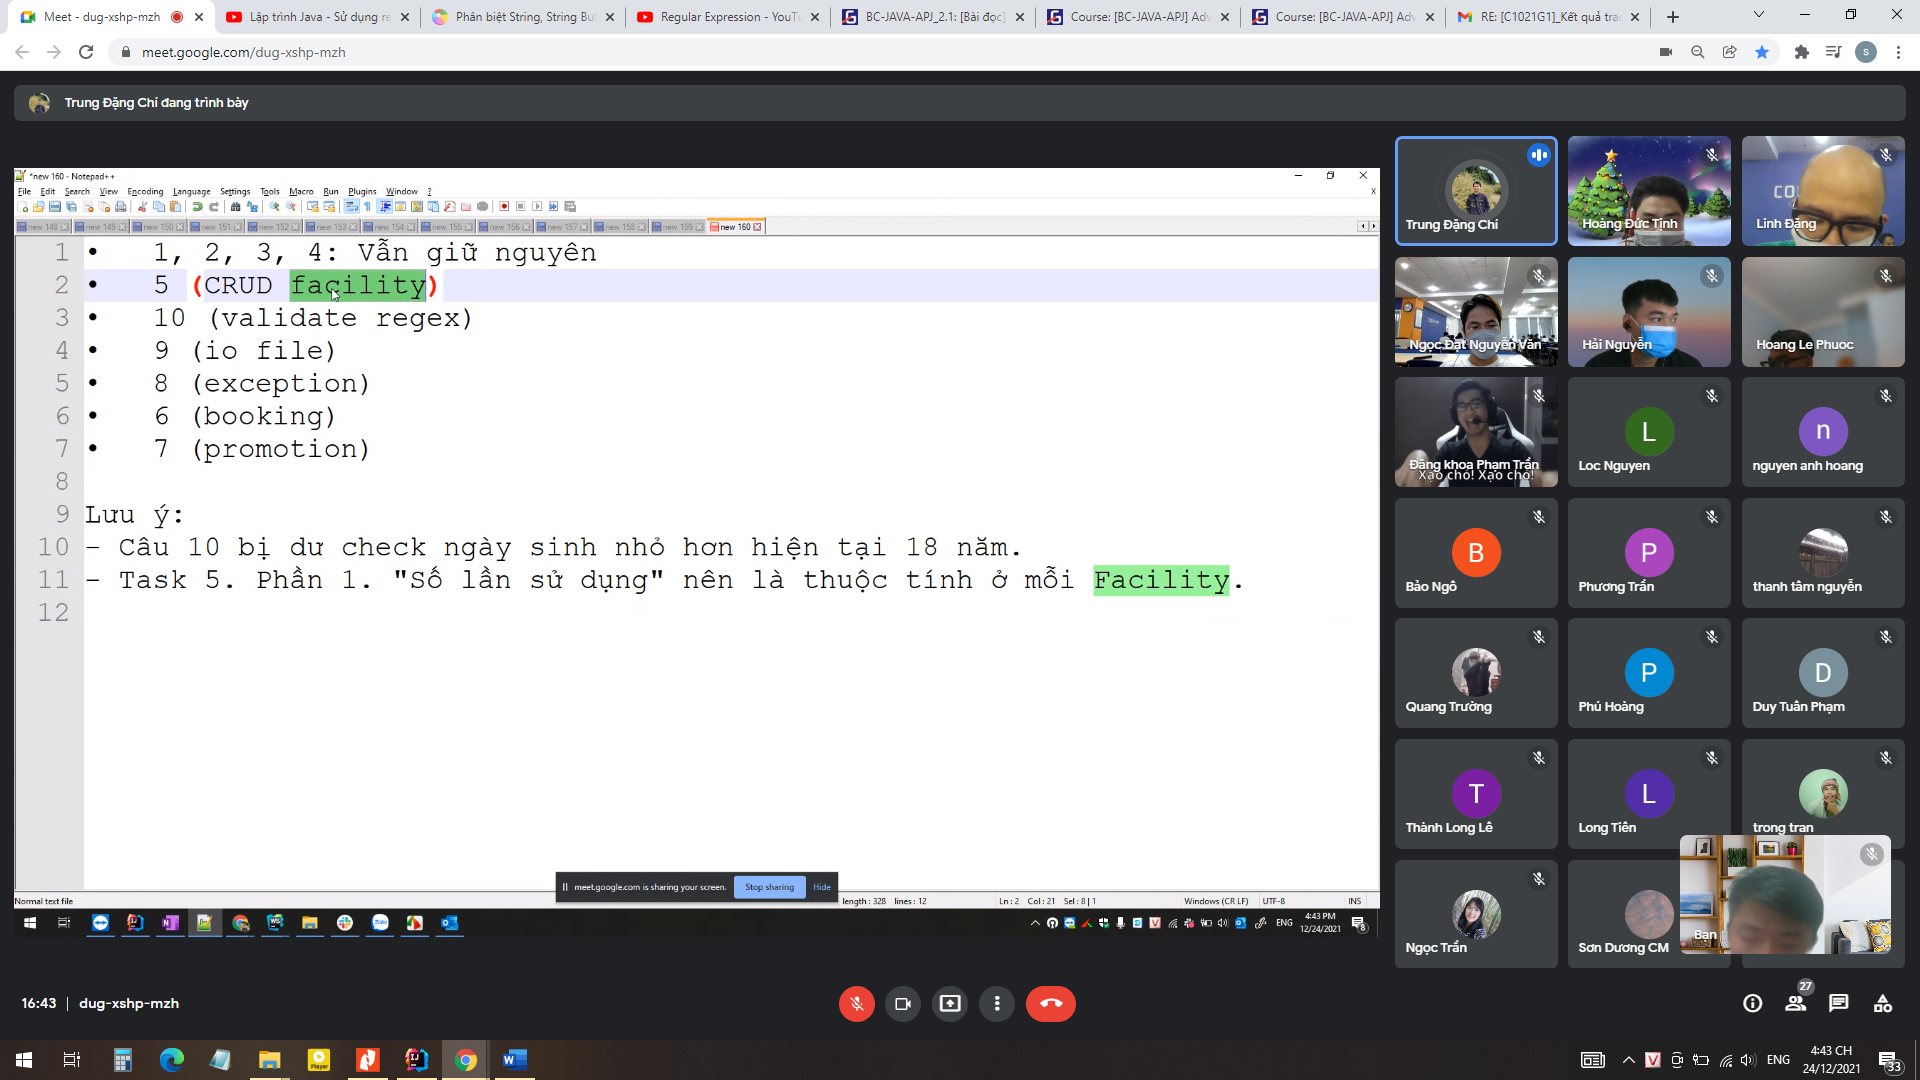 Meet - dug-xshp-mzh
Lập trình Java - Sử dụng re
Phân biệt String, String Bu
Regular Expression - YouTu
BC-JAVA-APJ_2.1: [Bài đọc]
Course: [BC-JAVA-APJ] Adv
Course: [BC-JAVA-APJ] Adv
RE: [C1021G1]_Kết quả tra
meet.google.com/dug-xshp-mzh
s
Trung Đặng Chí đang trình bày
*new 160 - Notepad++
File Edit Search View Encoding Language Settings Tools Macro Run Plugins Window ?
X
new 148 new 149 new 150 new 151 new 152 new 153 new 154 new 155 new 156 new 157 new 158 new 159 new 160
1 • 1, 2, 3, 4: Vẫn giữ nguyên
2 • 5 (CRUD facility)
3 • 10 (validate regex)
4 • 9 (io file)
5 • 8 (exception)
6 • 6 (booking)
7 • 7 (promotion)
8
9 Lưu ý:
10 - Câu 10 bị dư check ngày sinh nhỏ hơn hiện tại 18 năm.
11 - Task 5. Phần 1. "Số lần sử dụng" nên là thuộc tính ở mỗi Facility.
12
meet.google.com is sharing your screen. Stop sharing Hide
Normal text file length : 328 lines : 12 Ln : 2 Col : 21 Sel : 8 | 1 Windows (CR LF) UTF-8 INS
ENG 4:43 PM
12/24/2021
Trung Đặng Chí
Hoàng Đức Tịnh
Linh Đặng
Ngọc Đạt Nguyễn Văn
Hải Nguyễn
Hoang Le Phuoc
Đăng khoa Phạm Trần
Xạo chó! Xạo chó!
L
Loc Nguyen
n
nguyen anh hoang
B
Bảo Ngô
P
Phương Trần
thanh tâm nguyễn
Quang Trường
P
Phú Hoàng
D
Duy Tuân Phạm
T
Thành Long Lê
L
Long Tiên
trong tran
Ngọc Trần
Sơn Dương CM
Bạn
16:43 | dug-xshp-mzh
27
ENG
4:43 CH
24/12/2021
33